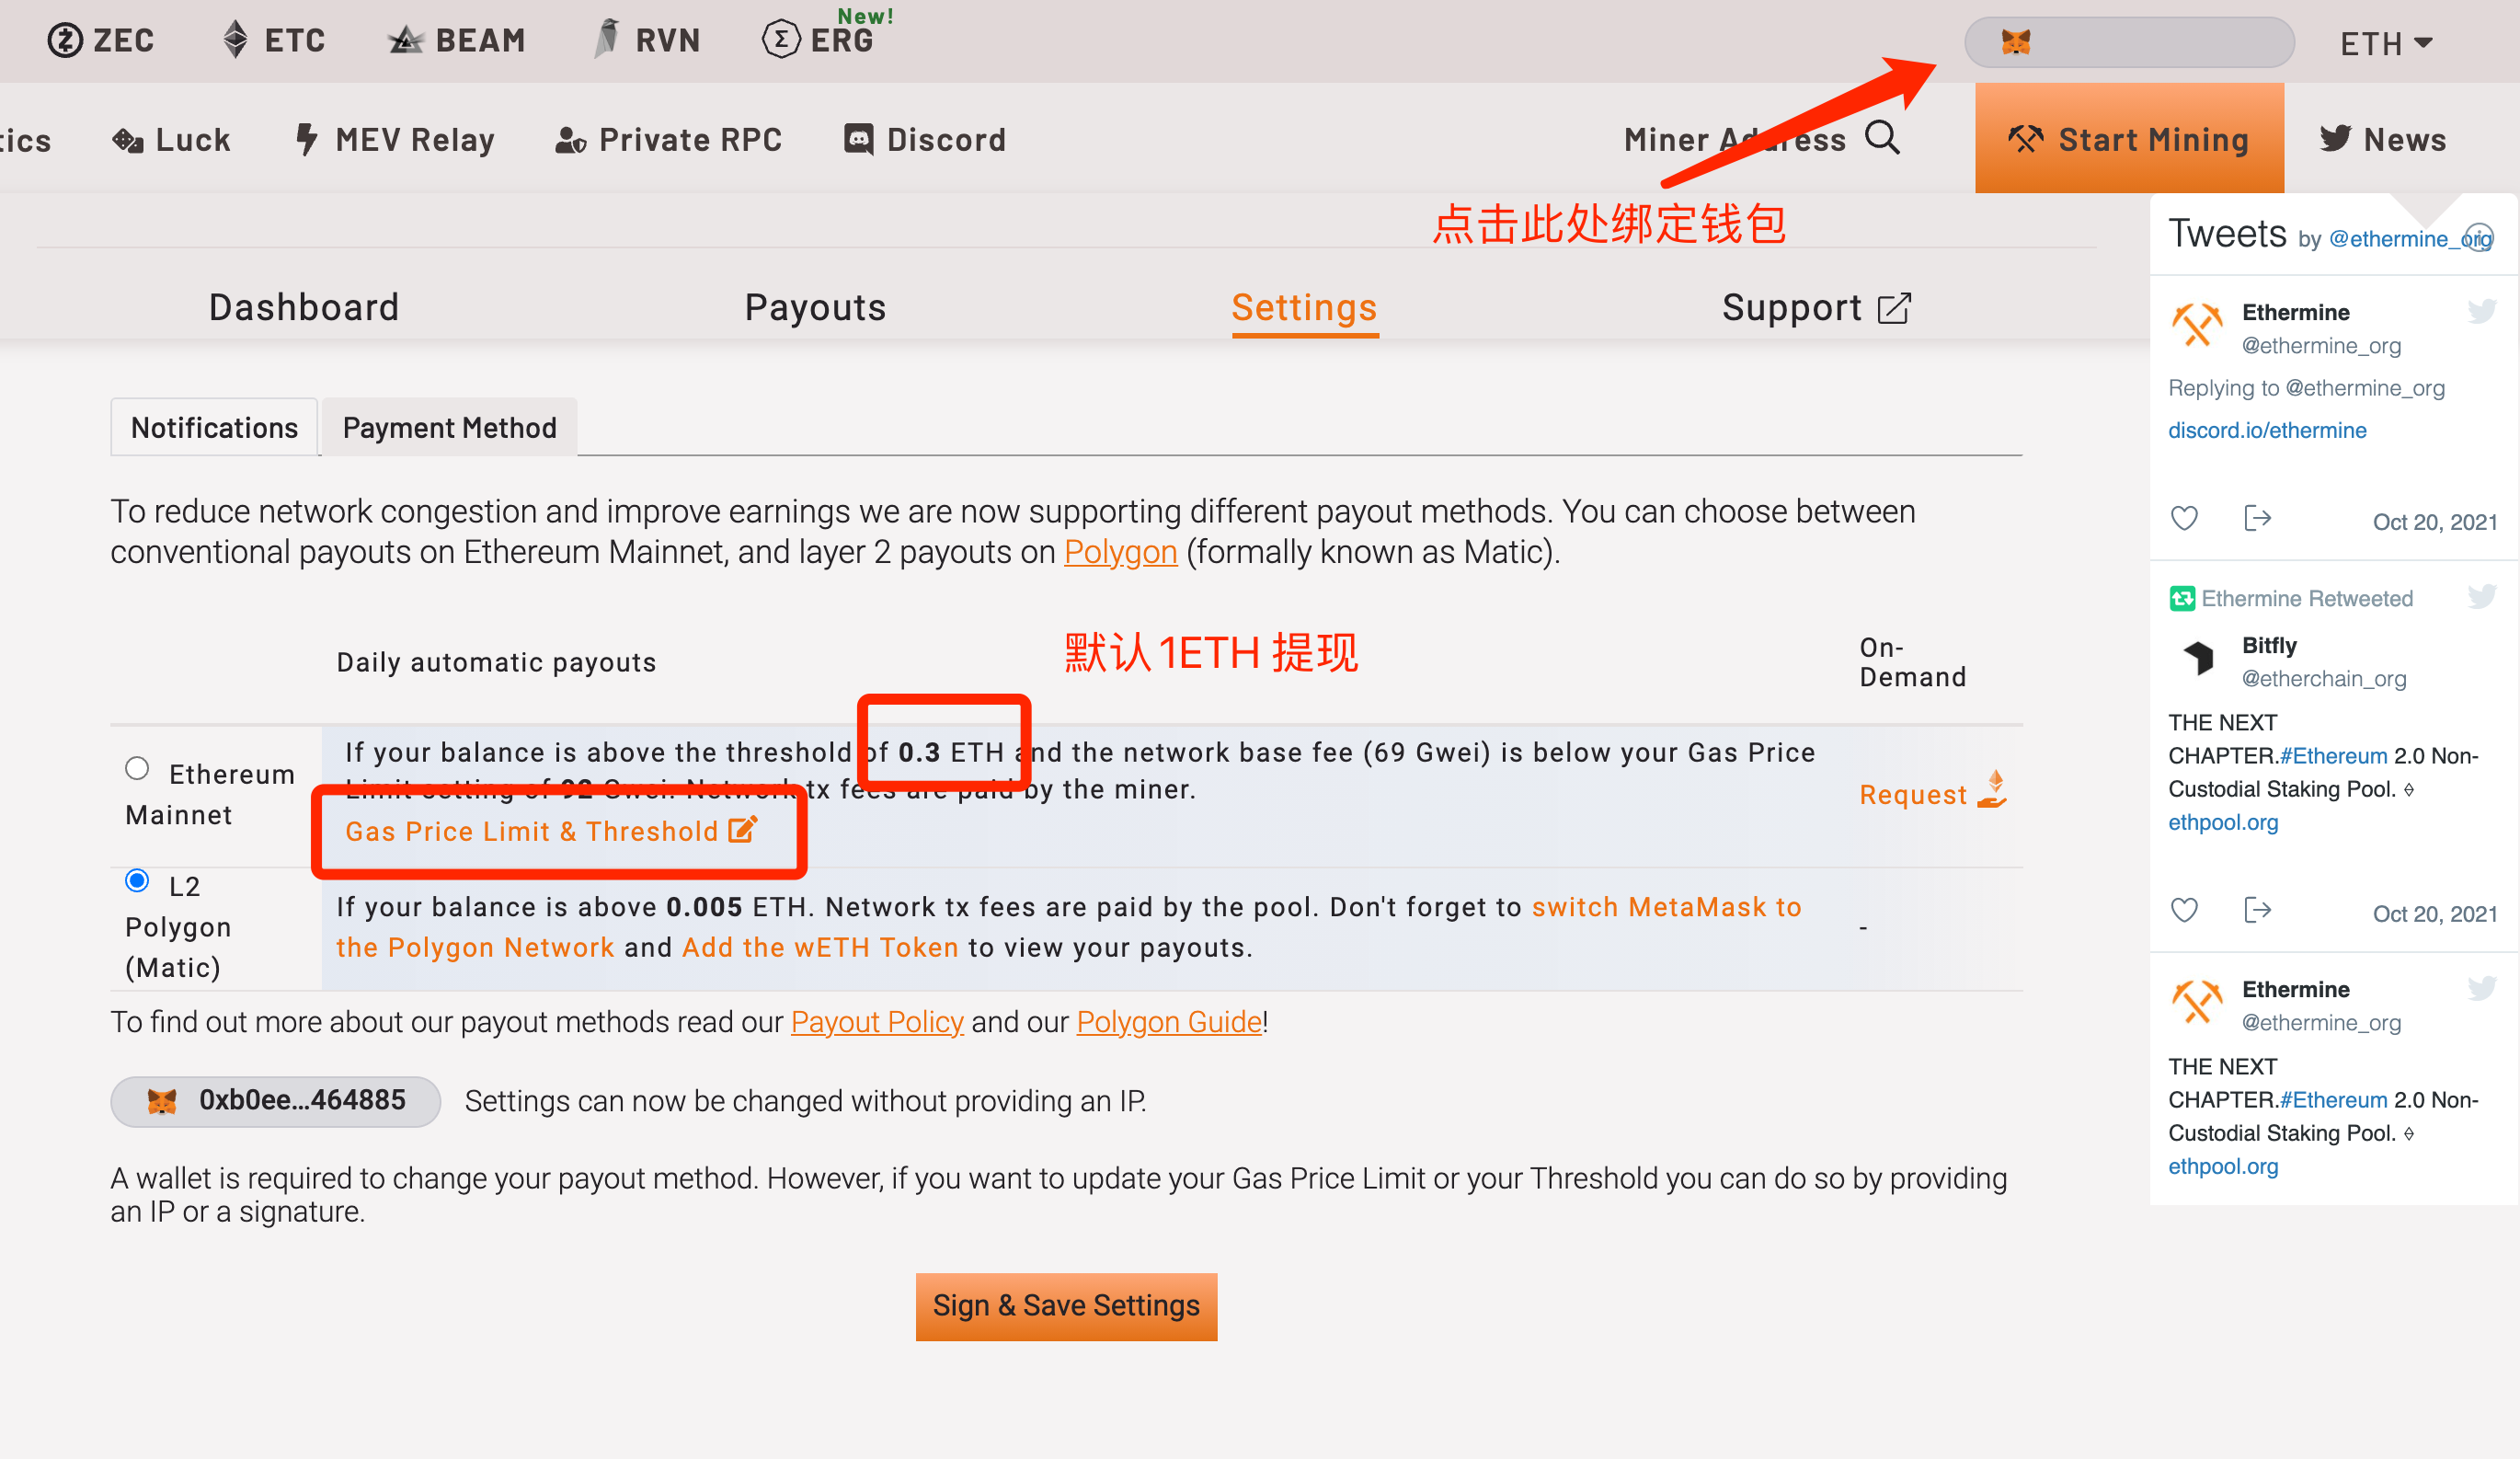 ZEC
ETC
BEAM
RVN
New!
ERG
ETH
tics
Luck
MEV Relay
Private RPC
Discord
Miner Address
Start Mining
News
点击此处绑定钱包
Dashboard
Payouts
Settings
Support
Notifications
Payment Method
To reduce network congestion and improve earnings we are now supporting different payout methods. You can choose between
conventional payouts on Ethereum Mainnet, and layer 2 payouts on Polygon (formally known as Matic).
默认1ETH 提现
Daily automatic payouts
On-
Demand
Ethereum
Mainnet
If your balance is above the threshold of 0.3 ETH and the network base fee (69 Gwei) is below your Gas Price
Limit setting of 92 Gwei. Network tx fees are paid by the miner.
Gas Price Limit & Threshold
Request
L2
Polygon
(Matic)
If your balance is above 0.005 ETH. Network tx fees are paid by the pool. Don't forget to switch MetaMask to
the Polygon Network and Add the wETH Token to view your payouts.
-
To find out more about our payout methods read our Payout Policy and our Polygon Guide!
0xb0ee...464885
Settings can now be changed without providing an IP.
A wallet is required to change your payout method. However, if you want to update your Gas Price Limit or your Threshold you can do so by providing
an IP or a signature.
Sign & Save Settings
Tweets by @ethermine_org
Ethermine
@ethermine_org
Replying to @ethermine_org
discord.io/ethermine
Oct 20, 2021
Ethermine Retweeted
Bitfly
@etherchain_org
THE NEXT
CHAPTER.#Ethereum 2.0 Non-
Custodial Staking Pool.
ethpool.org
Oct 20, 2021
Ethermine
@ethermine_org
THE NEXT
CHAPTER.#Ethereum 2.0 Non-
Custodial Staking Pool.
ethpool.org